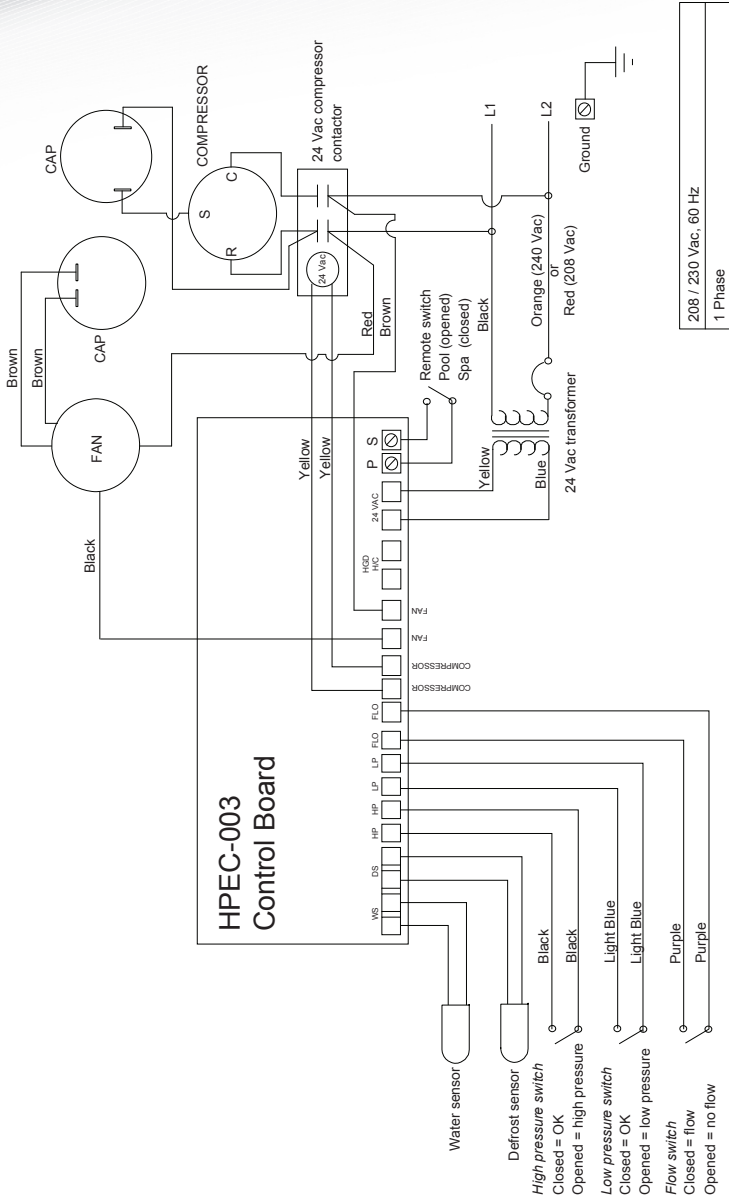 CAP
COMPRESSOR
S
R
C
24 Vac compressor
contactor
24 Vac
CAP
Brown
Brown
FAN
Black
Red
Brown
Yellow
Yellow
L1
L2
Ground
Black
Orange (240 Vac)
or
Red (208 Vac)
Remote switch
Pool (opened)
Spa (closed)
Yellow
Blue
24 Vac transformer
208 / 230 Vac, 60 Hz
1 Phase
HPEC-003
Control Board
S
P
24 VAC
HGD
H/C
FAN
FAN
COMPRESSOR
COMPRESSOR
FLO
FLO
LP
LP
HP
HP
DS
WS
Water sensor
Defrost sensor
Black
Black
High pressure switch
Closed = OK
Opened = high pressure
Light Blue
Light Blue
Low pressure switch
Closed = OK
Opened = low pressure
Purple
Purple
Flow switch
Closed = flow
Opened = no flow